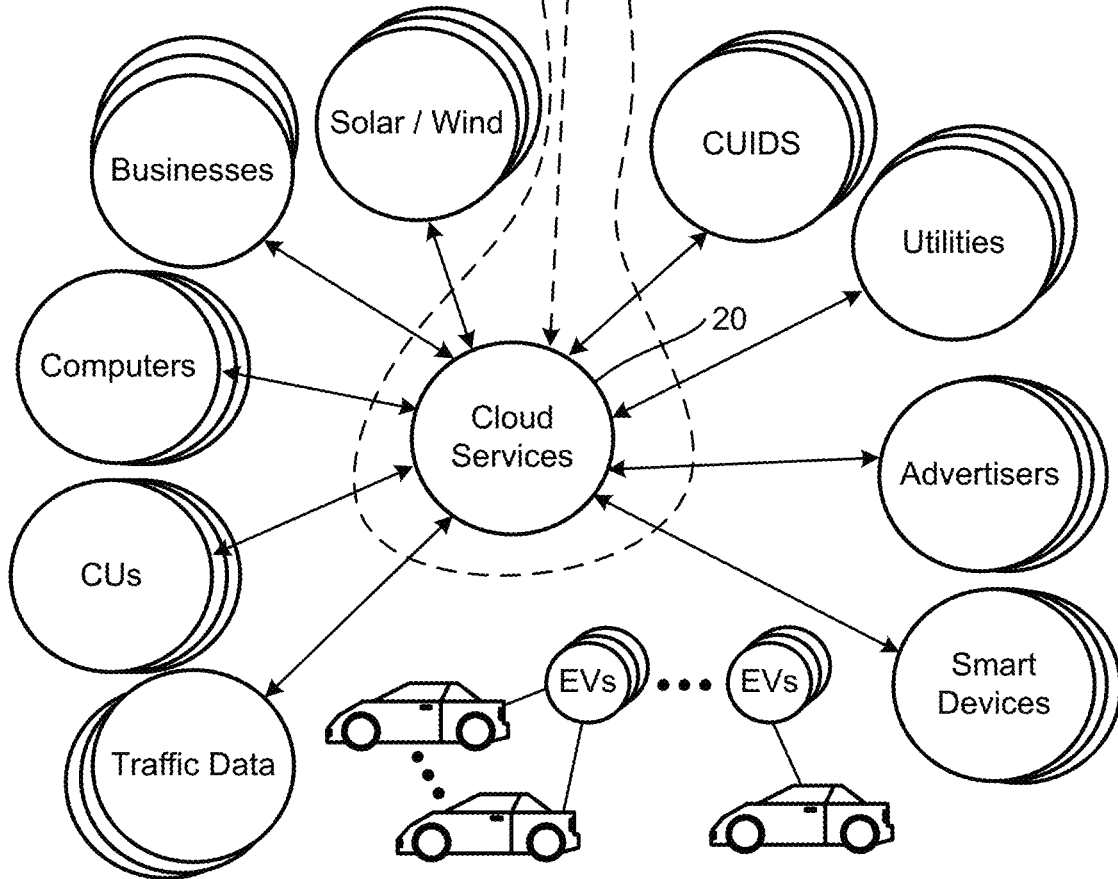 Solar / Wind
CUIDS
Businesses
Utilities
20
Computers
Cloud
Services
Advertisers
CUs
Smart
Devices
EVs
EVs
Traffic Data